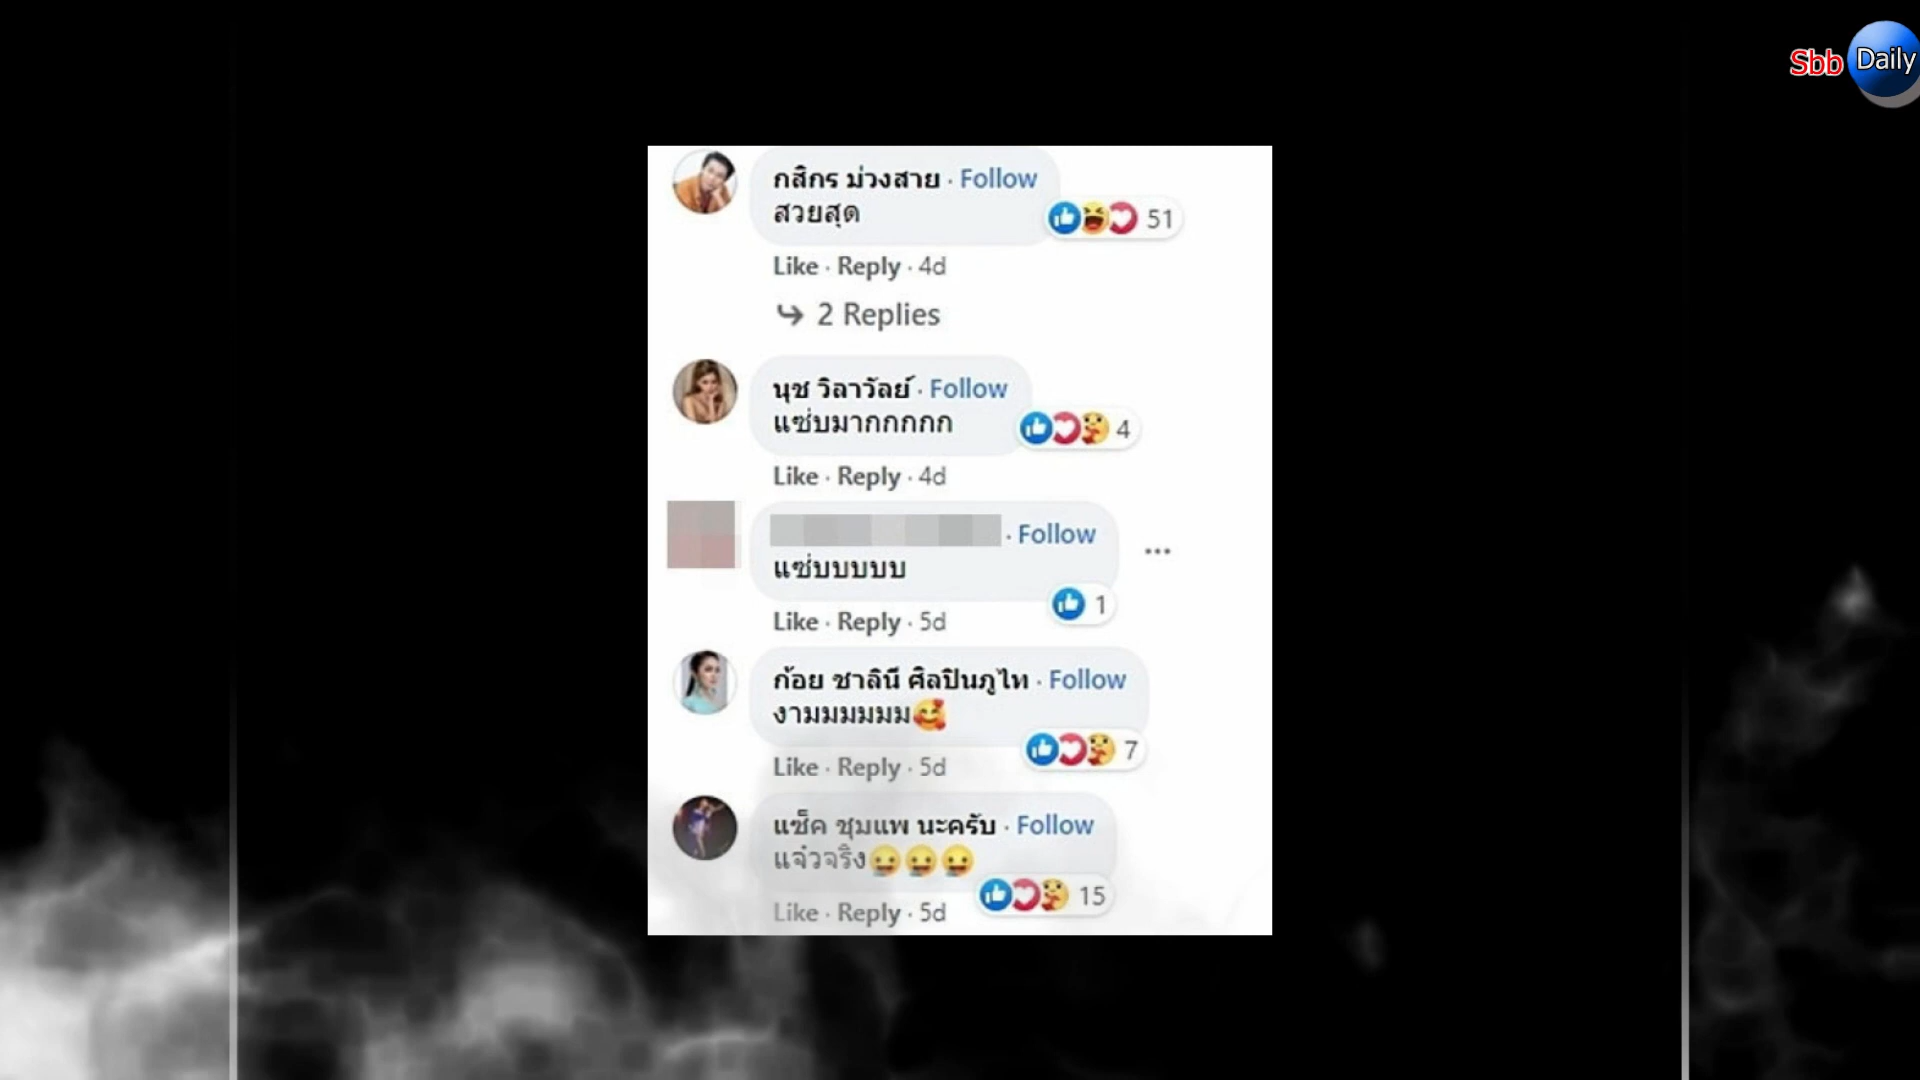 Sbb Daily
กสิกร ม่วงสาย · Follow
สวยสุด
51
Like · Reply · 4d
2 Replies
นุช วิลาวัลย์ · Follow
แซ่บมากกกกก
4
Like · Reply · 4d
· Follow
แซ่บบบบบ
1
Like · Reply · 5d
ก้อย ชาลินี ศิลปินภูไท · Follow
งามมมมมม🥰
7
Like · Reply · 5d
แซ็ค ชุมแพ นะครับ · Follow
แจ๋วจริง
15
Like · Reply · 5d